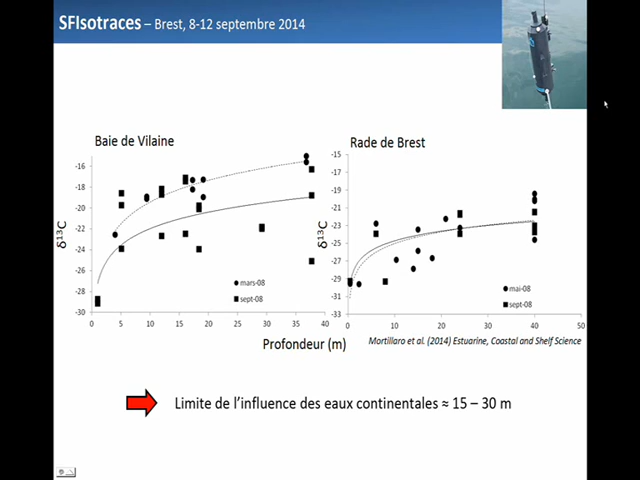 SFIsotraces – Brest, 8-12 septembre 2014
Baie de Vilaine
-16
-18
-20
-22
-24
-26
-28
-30
δ¹³C
0 5 10 15 20 25 30 35 40
mars-08
sept-08
Rade de Brest
-15
-17
-19
-21
-23
-25
-27
-29
-31
-33
δ¹³C
0 10 20 30 40 50
mai-08
sept-08
Profondeur (m)
Mortillaro et al. (2014) Estuarine, Coastal and Shelf Science
Limite de l'influence des eaux continentales ≈ 15 – 30 m